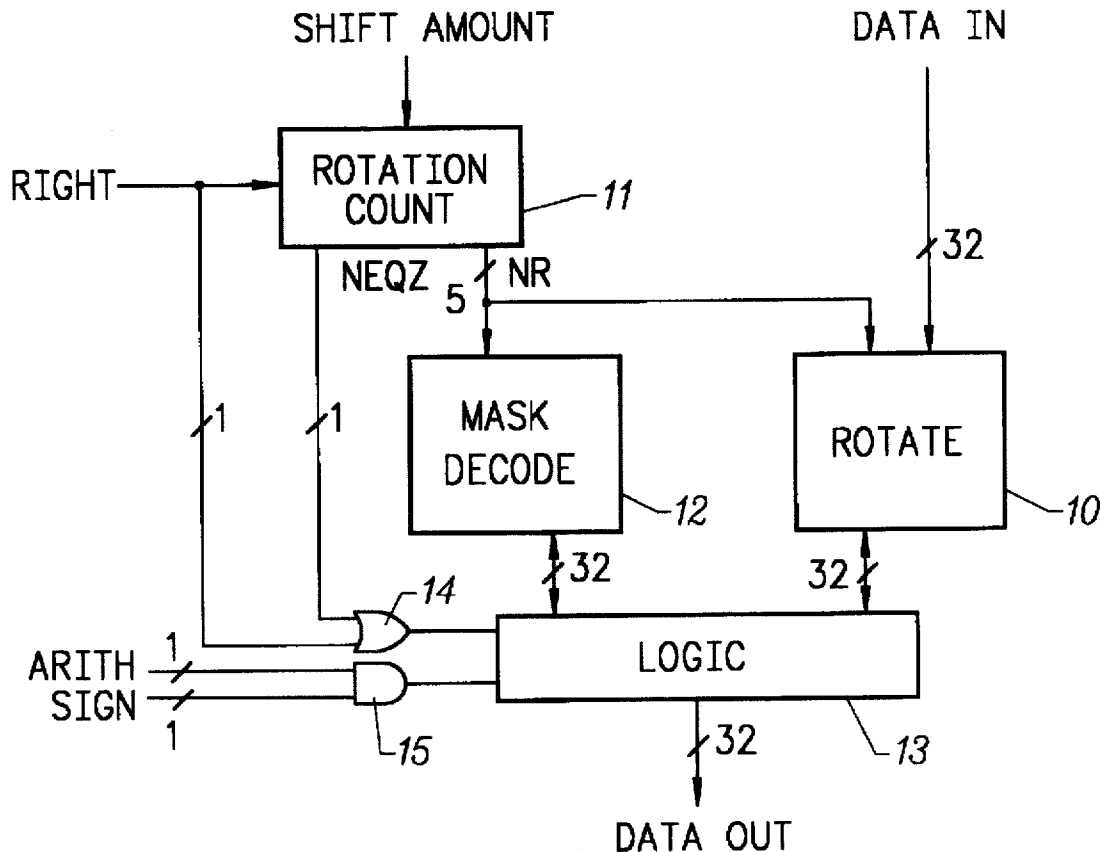 SHIFT AMOUNT
DATA IN
RIGHT
ROTATION
COUNT
11
32
NEQZ
NR
5
1
1
MASK
DECODE
12
ROTATE
10
32
32
14
LOGIC
13
ARITH
1
SIGN
1
15
32
DATA OUT